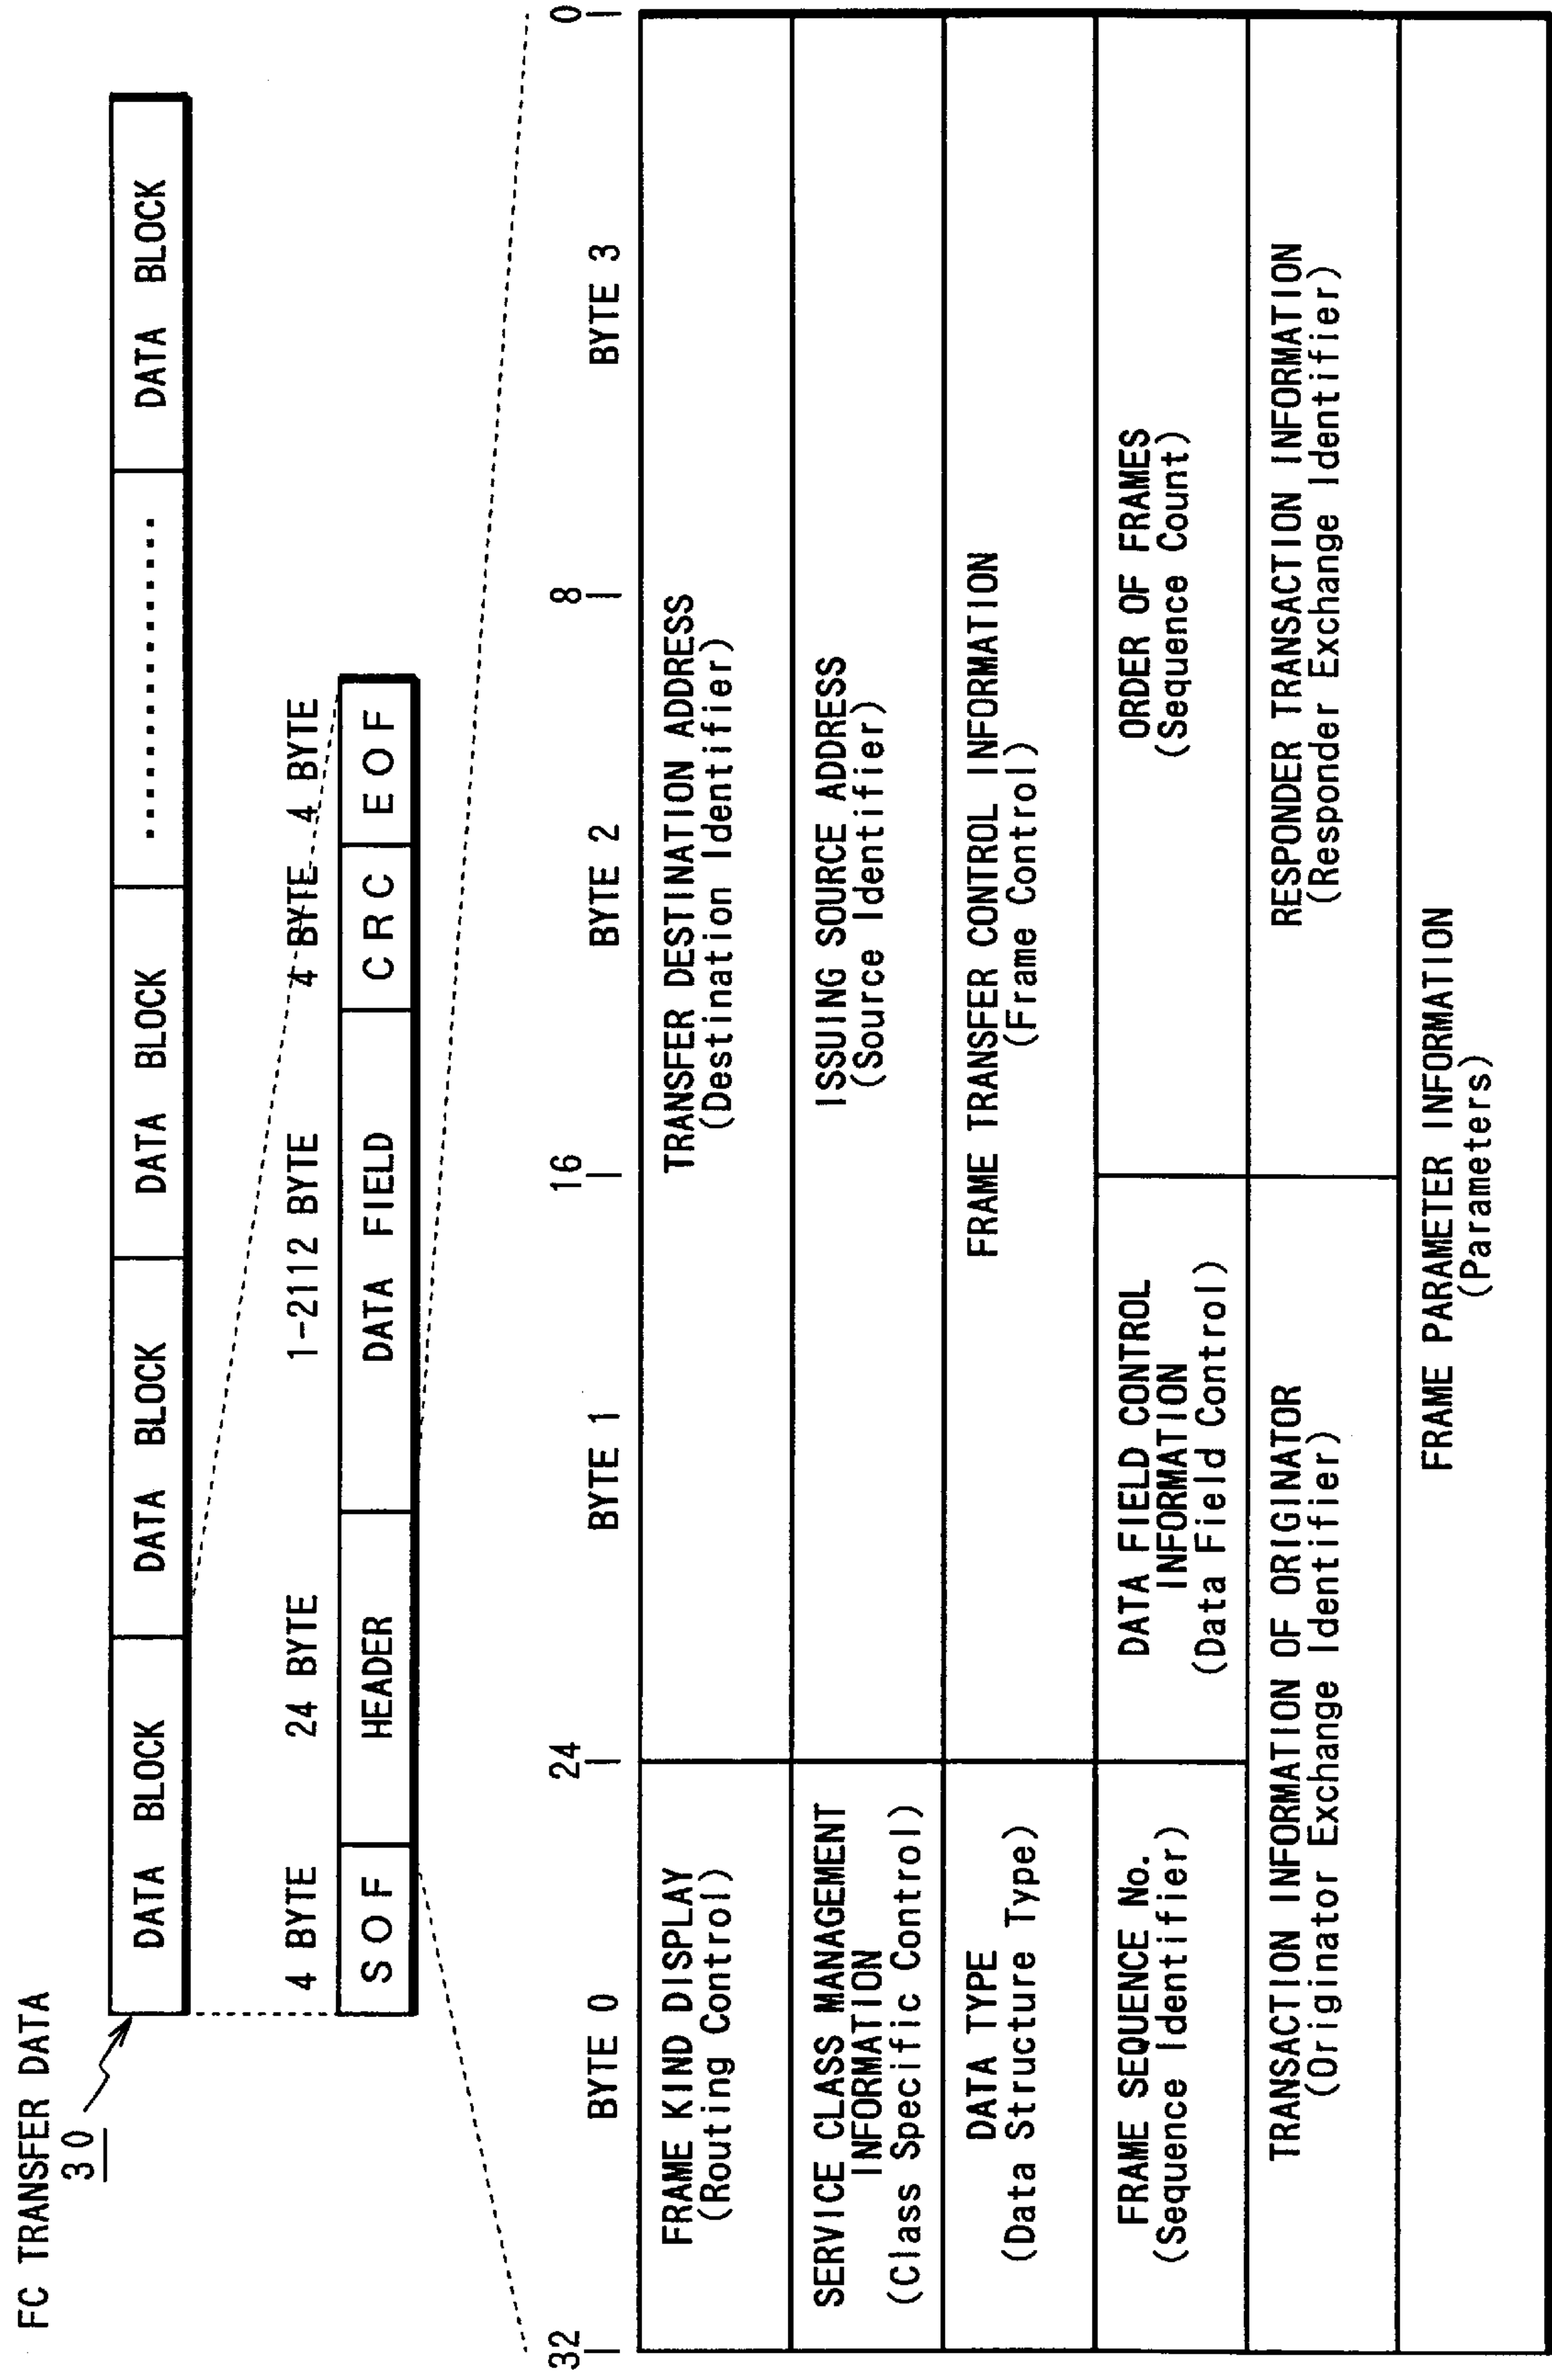 FC TRANSFER DATA
30
DATA BLOCK DATA BLOCK DATA BLOCK ............... DATA BLOCK
4 BYTE 24 BYTE 1-2112 BYTE 4 BYTE 4 BYTE
SOF HEADER DATA FIELD CRC EOF
32 24 16 8 0
BYTE 0 BYTE 1 BYTE 2 BYTE 3
FRAME KIND DISPLAY
(Routing Control)
TRANSFER DESTINATION ADDRESS
(Destination Identifier)
SERVICE CLASS MANAGEMENT
INFORMATION
(Class Specific Control)
ISSUING SOURCE ADDRESS
(Source Identifier)
DATA TYPE
(Data Structure Type)
FRAME TRANSFER CONTROL INFORMATION
(Frame Control)
FRAME SEQUENCE No.
(Sequence Identifier)
DATA FIELD CONTROL
INFORMATION
(Data Field Control)
ORDER OF FRAMES
(Sequence Count)
TRANSACTION INFORMATION OF ORIGINATOR
(Originator Exchange Identifier)
RESPONDER TRANSACTION INFORMATION
(Responder Exchange Identifier)
FRAME PARAMETER INFORMATION
(Parameters)